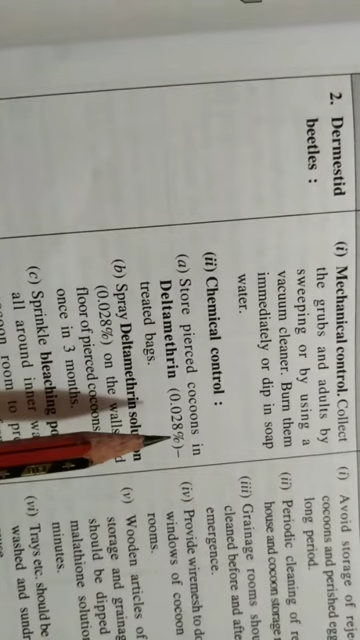 2. Dermestid
beetles :
(i) Mechanical control. Collect
the grubs and adults by
sweeping or by using a
vacuum cleaner. Burn them
immediately or dip in soap
water.
(ii) Chemical control :
(a) Store pierced cocoons in
Deltamethrin (0.028%)–
treated bags.
(b) Spray Deltamethrin
(0.028%) on the walls
floor of pierced cocoons
once in 3 months.
(c) Sprinkle bleaching
all around inner
room to
(i) Avoid storage of
cocoons and perished
long period.
(ii) Periodic cleaning of
house and cocoon storage
(iii) Grainage rooms
cleaned before and
emergence.
(iv) Provide wiremesh to
windows of
rooms.
(v) Wooden articles of
storage and
should be dipped
malathione
minutes.
(vi) Trays etc. should be
washed and